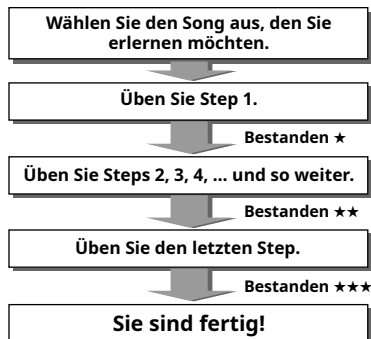 Wählen Sie den Song aus, den Sie
erlernen möchten.
Üben Sie Step 1.
Bestanden ★
Üben Sie Steps 2, 3, 4, ... und so weiter.
Bestanden ★★
Üben Sie den letzten Step.
Bestanden ★★★
Sie sind fertig!